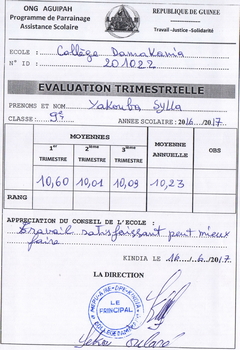 ONG AGUIPAH
Programme de Parrainage
Assistance Scolaire
REPUBLIQUE DE GUINEE
Travail -Justice -Solidarité
ECOLE : Collège Damakania
N° ID : 201022
EVALUATION TRIMESTRIELLE
PRENOMS ET NOM : Yakouba Sylla
CLASSE : ANNEE SCOLAIRE : 2016 /2017
MOYENNES
MOYENNE ANNUELLE
OBS
1er TRIMESTRE
2ème TRIMESTRE
3ème TRIMESTRE
10,60 10,01 10,09 10,23
RANG
APPRECIATION DU CONSEIL DE L'ECOLE :
travail satisfaisant peut mieux
faire
KINDIA LE 16 / 6 /2017
LA DIRECTION
LE
PRINCIPAL